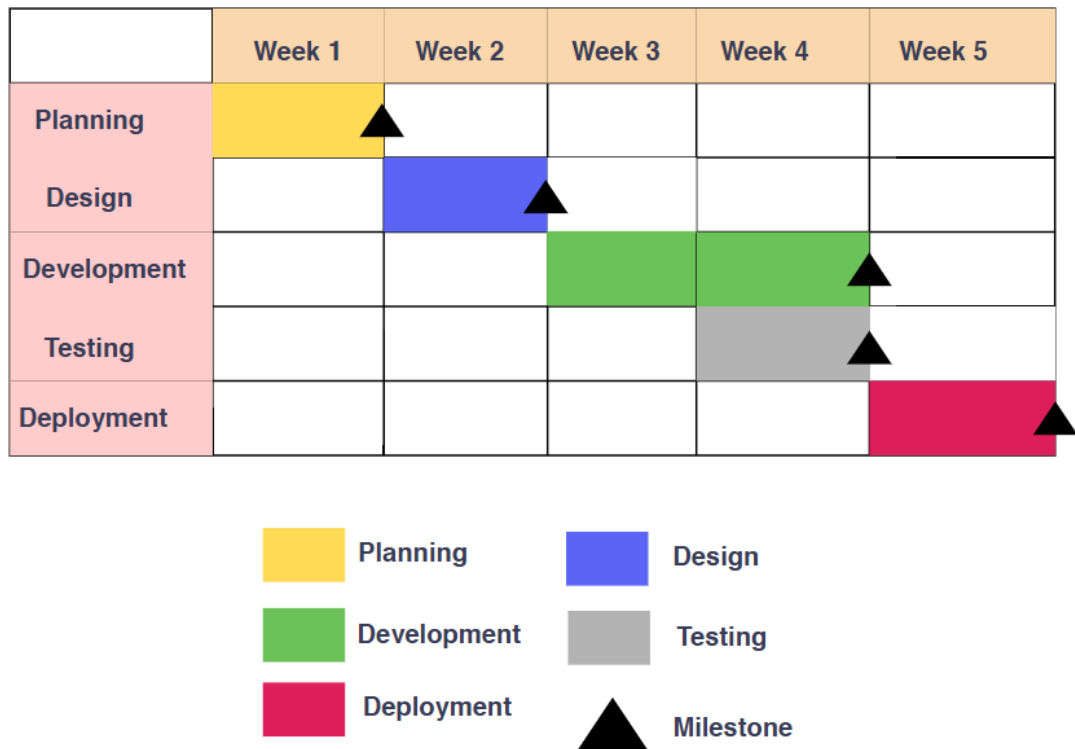 Week 1 Week 2 Week 3 Week 4 Week 5
Planning
Design
Development
Testing
Deployment
Planning Design
Development Testing
Deployment Milestone